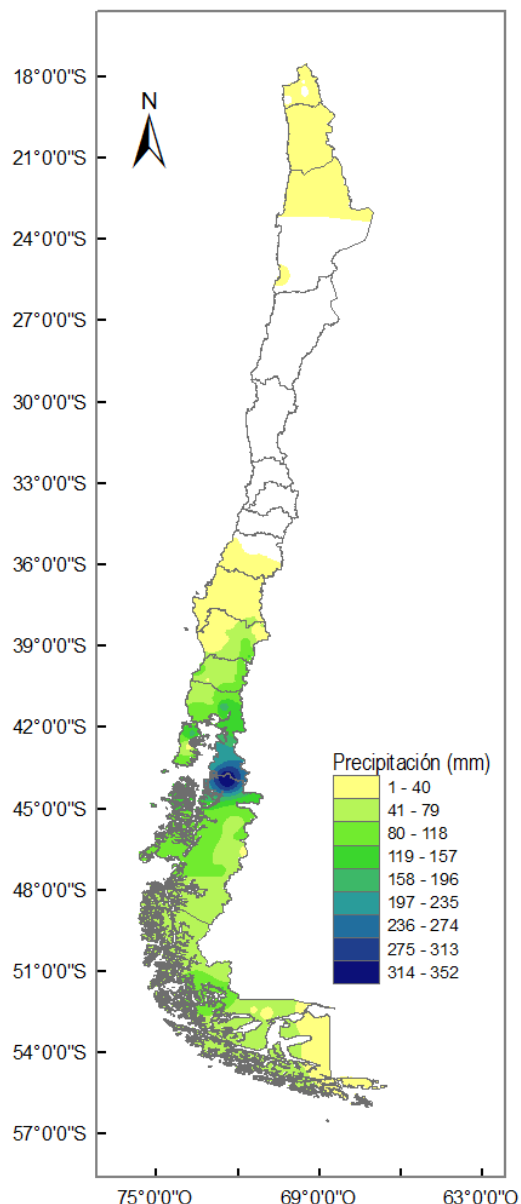 N
18°0'0"S
21°0'0"S
24°0'0"S
27°0'0"S
30°0'0"S
33°0'0"S
36°0'0"S
39°0'0"S
42°0'0"S
45°0'0"S
48°0'0"S
51°0'0"S
54°0'0"S
57°0'0"S
Precipitación (mm)
1 - 40
41 - 79
80 - 118
119 - 157
158 - 196
197 - 235
236 - 274
275 - 313
314 - 352
75°0'0"O 69°0'0"O 63°0'0"O